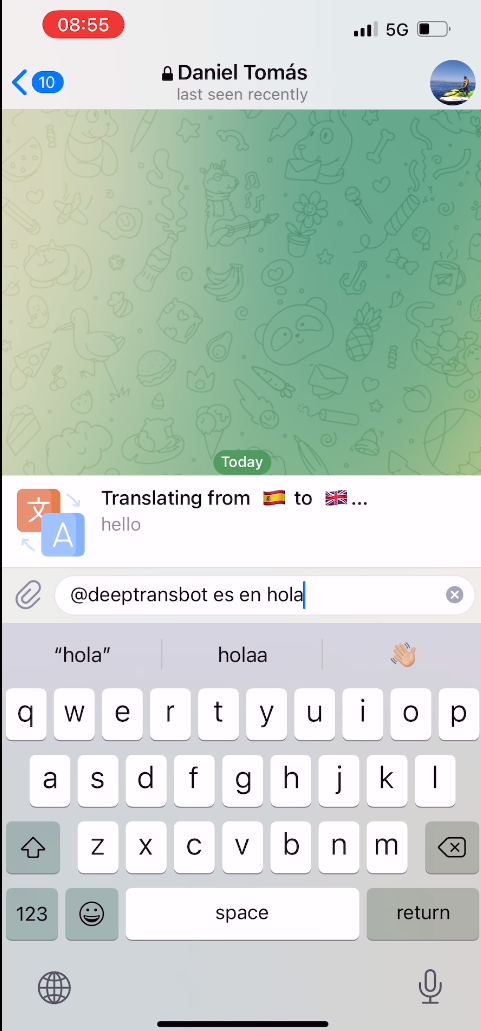 08:55
5G
10
Daniel Tomás
last seen recently
Today
Translating from 🇪🇸 to 🇬🇧...
hello
文
A
@deeptransbot es en hola
“hola”
holaa
👋🏼
q w e r t y u i o p
a s d f g h j k l
z x c v b n m
123
space
return